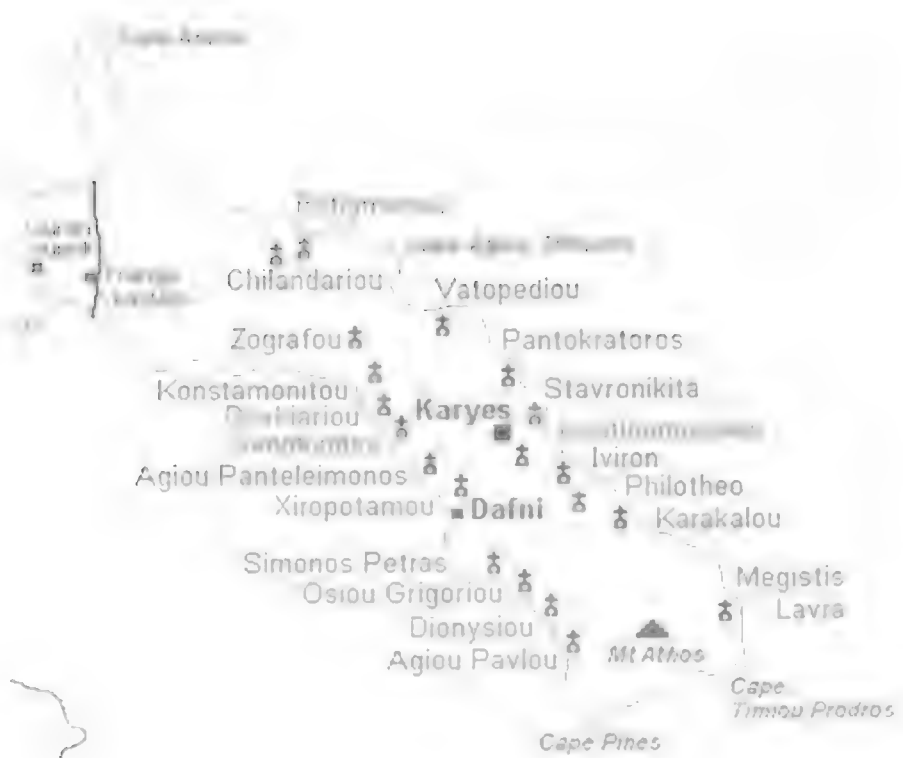 Chilandariou
Vatopediou
Zografou
Pantokratoros
Konstamonitou
Stavronikita
Karyes
Iviron
Agiou Panteleimonos
Philotheo
Xiropotamou
Dafni
Karakalou
Simonos Petras
Osiou Grigoriou
Megistis
Lavra
Dionysiou
Agiou Pavlou
Mt Athos
Cape
Timiou Prodros
Cape Pines